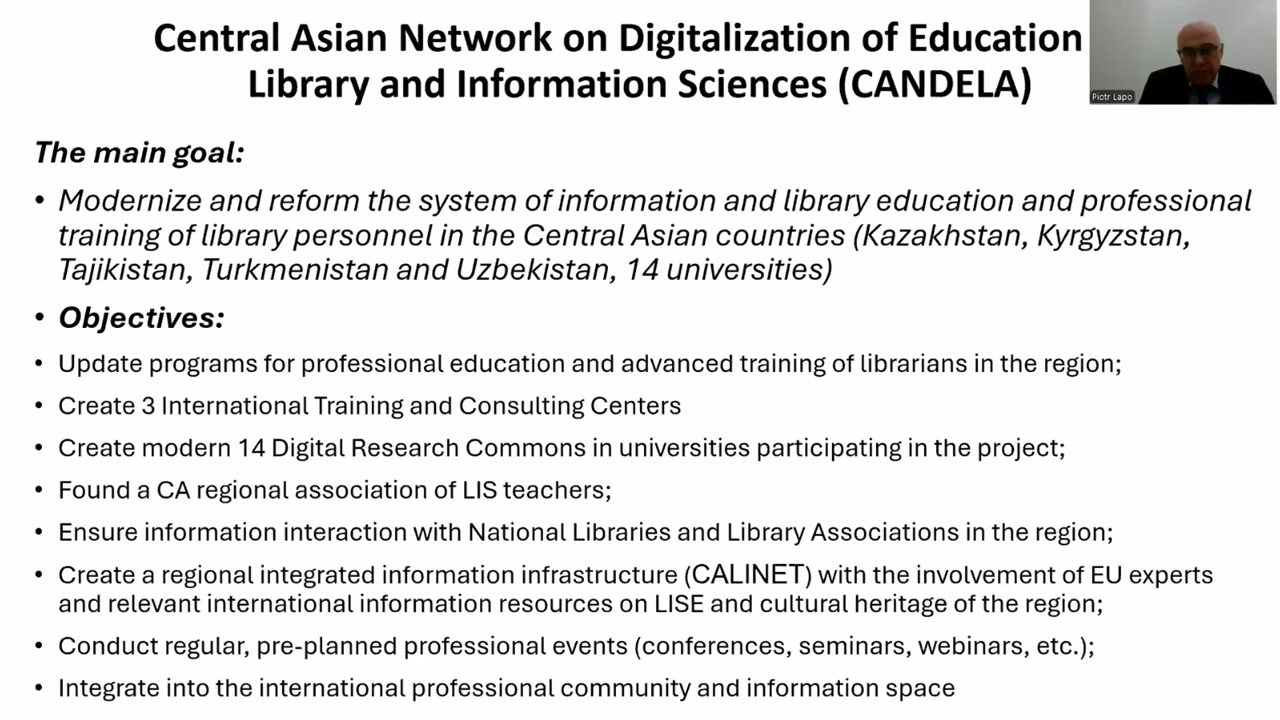 Central Asian Network on Digitalization of Education
Library and Information Sciences (CANDELA)
Piotr Lapo
The main goal:
• Modernize and reform the system of information and library education and professional
training of library personnel in the Central Asian countries (Kazakhstan, Kyrgyzstan,
Tajikistan, Turkmenistan and Uzbekistan, 14 universities)
• Objectives:
• Update programs for professional education and advanced training of librarians in the region;
• Create 3 International Training and Consulting Centers
• Create modern 14 Digital Research Commons in universities participating in the project;
• Found a CA regional association of LIS teachers;
• Ensure information interaction with National Libraries and Library Associations in the region;
• Create a regional integrated information infrastructure (CALINET) with the involvement of EU experts
and relevant international information resources on LISE and cultural heritage of the region;
• Conduct regular, pre-planned professional events (conferences, seminars, webinars, etc.);
• Integrate into the international professional community and information space